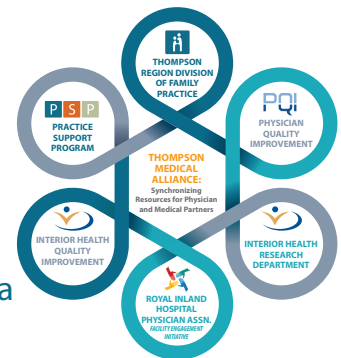 THOMPSON
REGION DIVISION
OF FAMILY
PRACTICE
P S P
PRACTICE
SUPPORT
PROGRAM
PQI
PHYSICIAN
QUALITY
IMPROVEMENT
THOMPSON
MEDICAL
ALLIANCE:
Synchronizing
Resources for Physician
and Medical Partners
INTERIOR HEALTH
QUALITY
IMPROVEMENT
INTERIOR HEALTH
RESEARCH
DEPARTMENT
a
ROYAL INLAND
HOSPITAL
PHYSICIAN ASSN.
FACILITY ENGAGEMENT
INITIATIVE